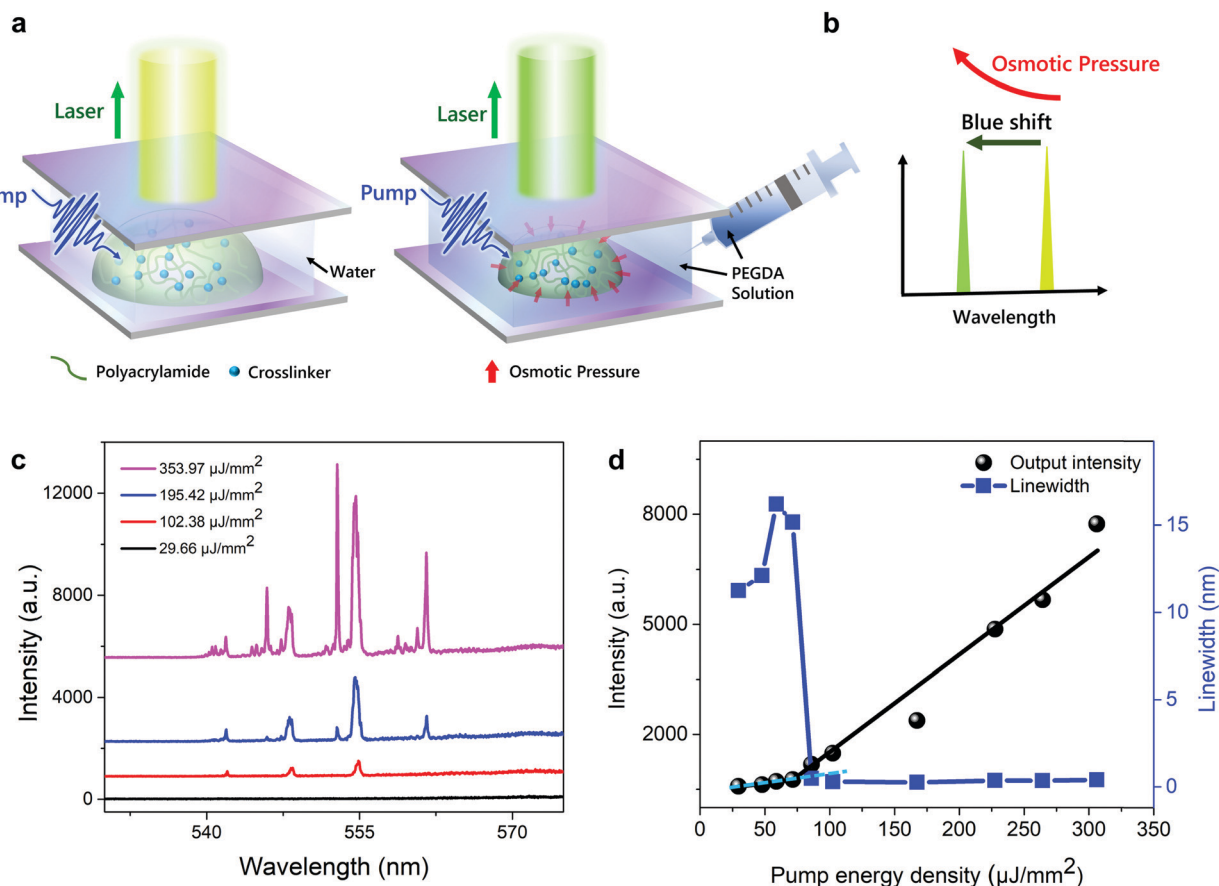 a
Laser
Pump
Water
Laser
Pump
PEGDA
Solution
Polyacrylamide
Crosslinker
Osmotic Pressure
b
Osmotic Pressure
Blue shift
Wavelength
c
353.97 µJ/mm²
195.42 µJ/mm²
102.38 µJ/mm²
29.66 µJ/mm²
12000
8000
4000
0
540
555
570
Intensity (a.u.)
Wavelength (nm)
d
Output intensity
Linewidth
8000
5000
2000
15
10
5
0
0
50
100
150
200
250
300
350
Intensity (a.u.)
Linewidth (nm)
Pump energy density (µJ/mm²)